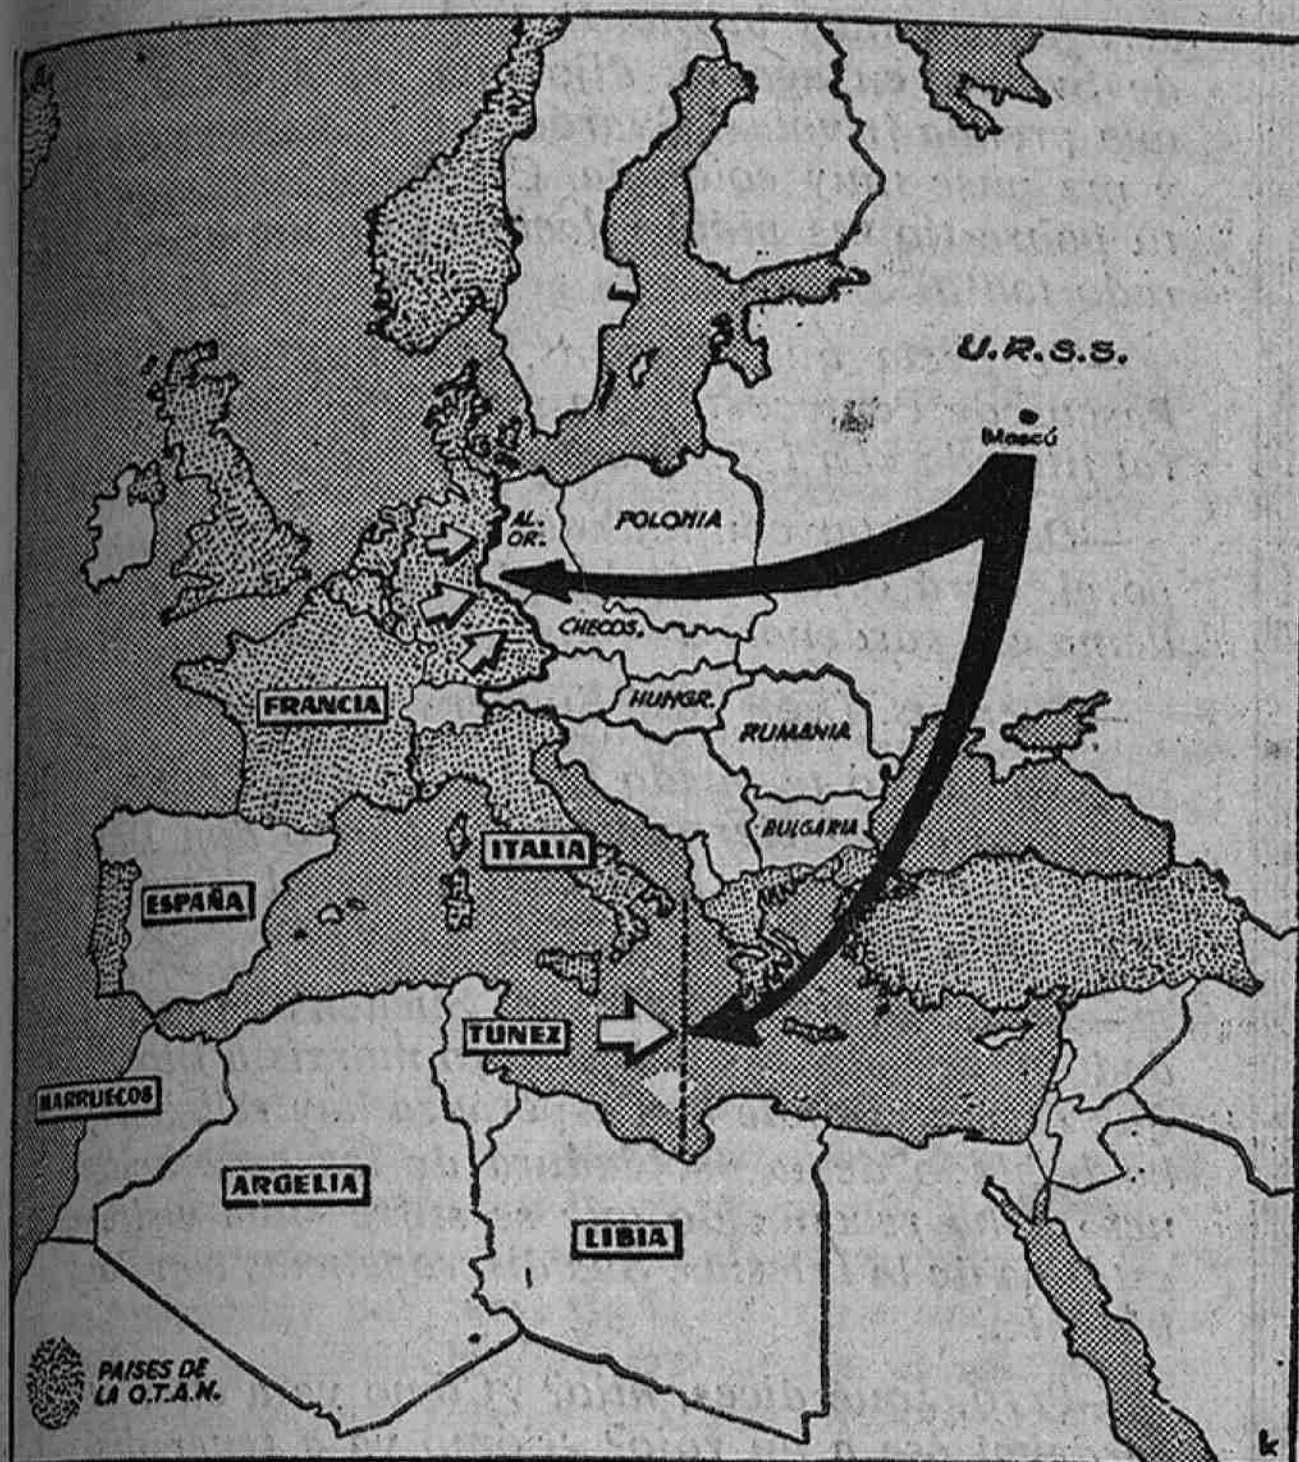 U.R.S.S.
Moscú
AL.
OR.
POLONIA
CHECOS.
FRANCIA
HUNGR.
RUMANIA
BULGARIA
ITALIA
ESPAÑA
TUNEZ
MARRUECOS
ARGELIA
LIBIA
PAISES DE
LA O.T.A.N.